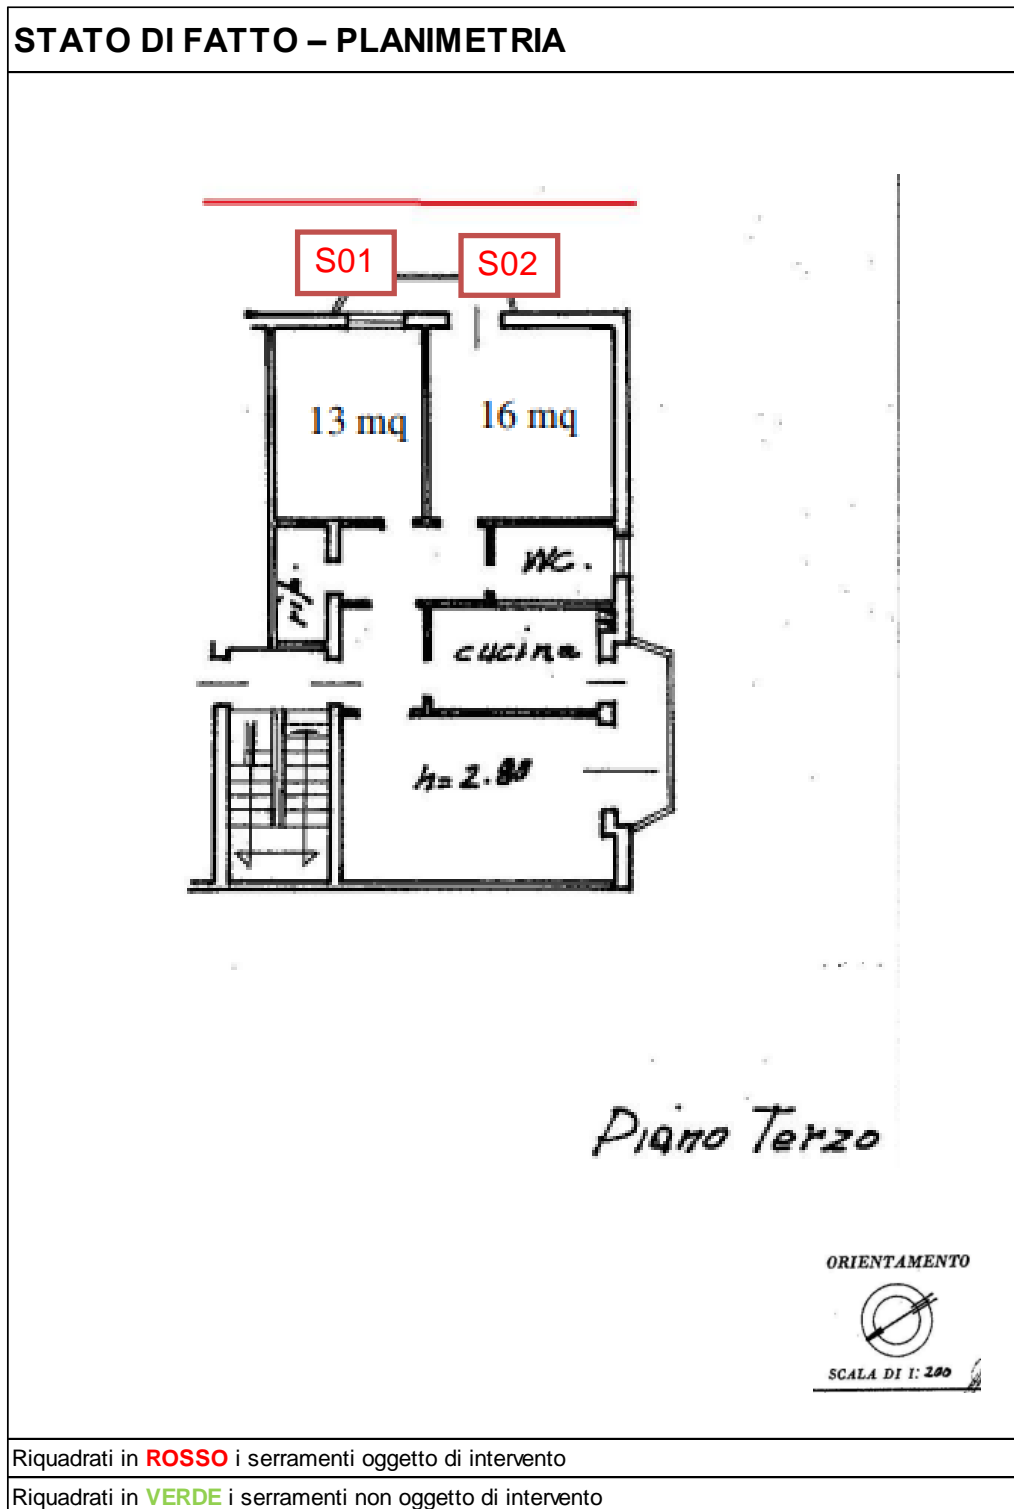 STATO DI FATTO – PLANIMETRIA
S01
S02
13 mq
16 mq
WC.
rip.
cucina
h=2.80
Piano Terzo
ORIENTAMENTO
SCALA DI 1: 200
Riquadrati in ROSSO i serramenti oggetto di intervento
Riquadrati in VERDE i serramenti non oggetto di intervento